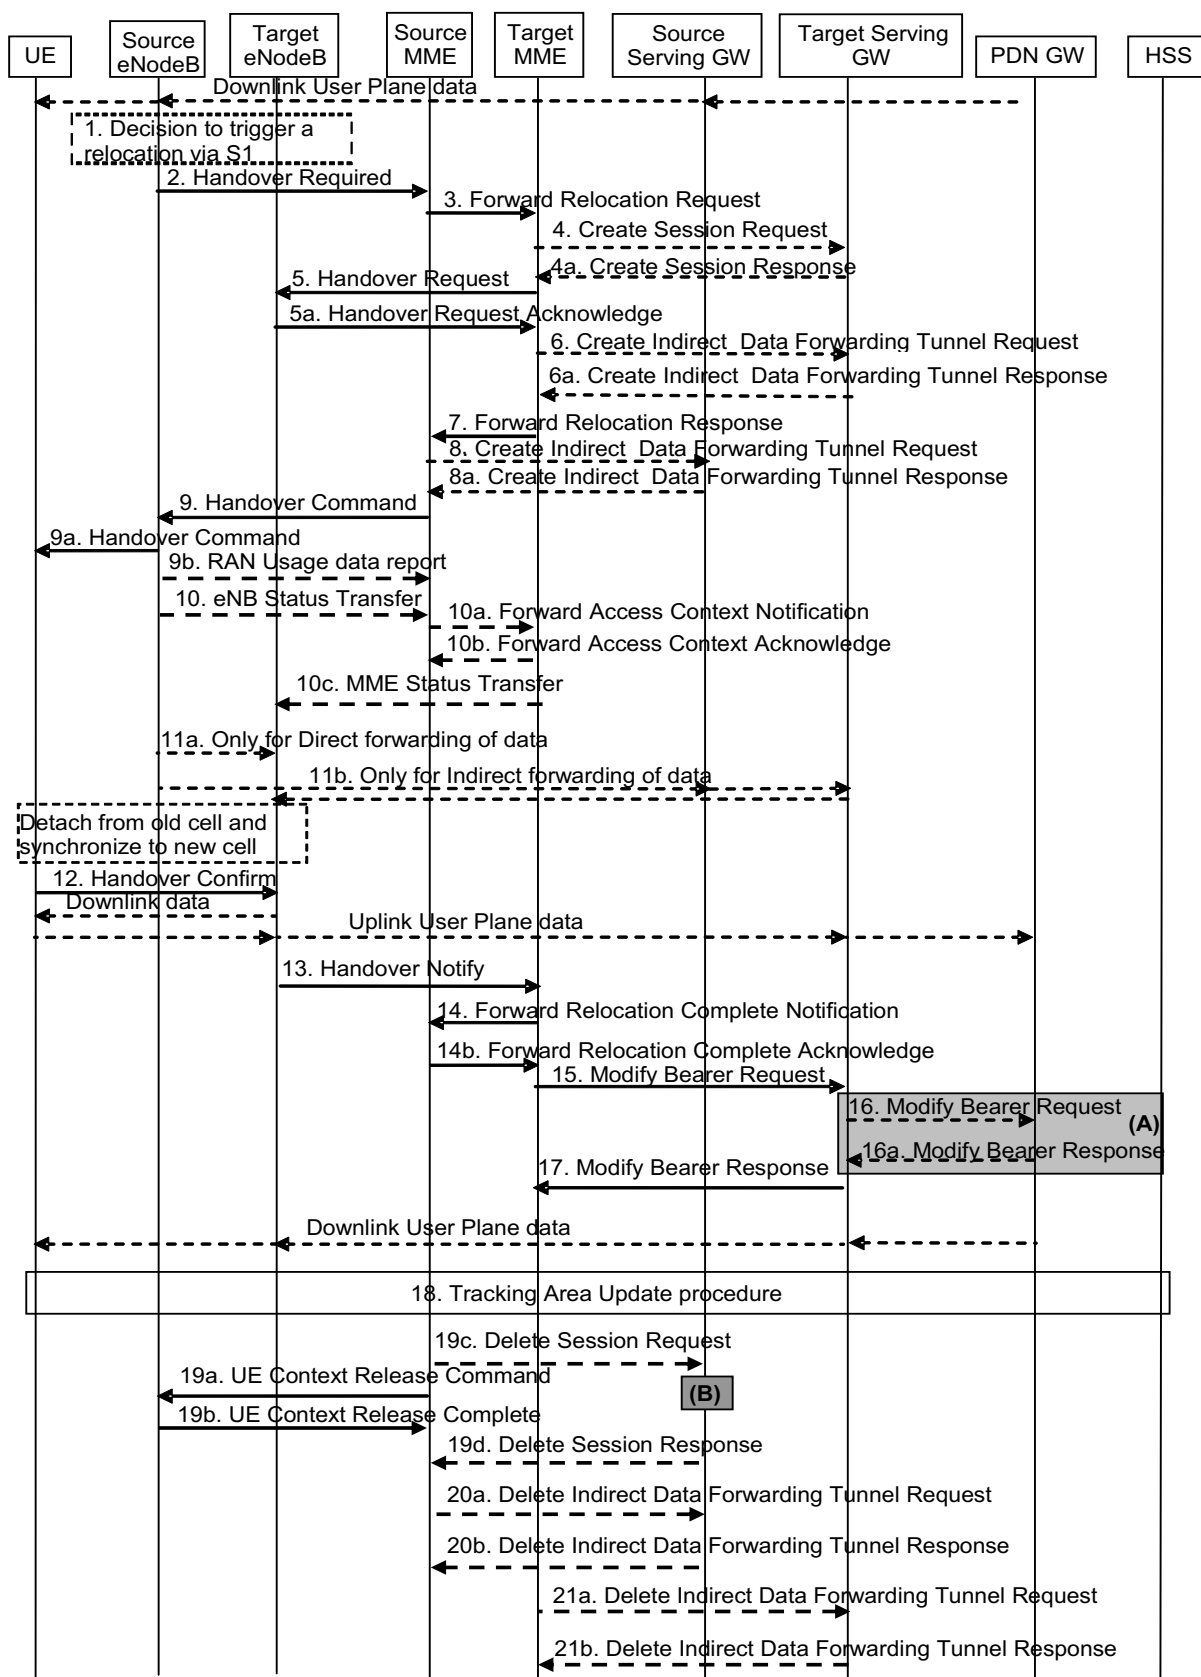 UE
Source
eNodeB
Target
eNodeB
Source
MME
Target
MME
Source
Serving GW
Target Serving
GW
PDN GW
HSS
Downlink User Plane data
1. Decision to trigger a
relocation via S1
2. Handover Required
3. Forward Relocation Request
4. Create Session Request
4a. Create Session Response
5. Handover Request
5a. Handover Request Acknowledge
6. Create Indirect Data Forwarding Tunnel Request
6a. Create Indirect Data Forwarding Tunnel Response
7. Forward Relocation Response
8. Create Indirect Data Forwarding Tunnel Request
8a. Create Indirect Data Forwarding Tunnel Response
9. Handover Command
9a. Handover Command
9b. RAN Usage data report
10. eNB Status Transfer
10a. Forward Access Context Notification
10b. Forward Access Context Acknowledge
10c. MME Status Transfer
11a. Only for Direct forwarding of data
11b. Only for Indirect forwarding of data
Detach from old cell and
synchronize to new cell
12. Handover Confirm
Downlink data
Uplink User Plane data
13. Handover Notify
14. Forward Relocation Complete Notification
14b. Forward Relocation Complete Acknowledge
15. Modify Bearer Request
16. Modify Bearer Request
(A)
16a. Modify Bearer Response
17. Modify Bearer Response
Downlink User Plane data
18. Tracking Area Update procedure
19c. Delete Session Request
19a. UE Context Release Command
(B)
19b. UE Context Release Complete
19d. Delete Session Response
20a. Delete Indirect Data Forwarding Tunnel Request
20b. Delete Indirect Data Forwarding Tunnel Response
21a. Delete Indirect Data Forwarding Tunnel Request
21b. Delete Indirect Data Forwarding Tunnel Response